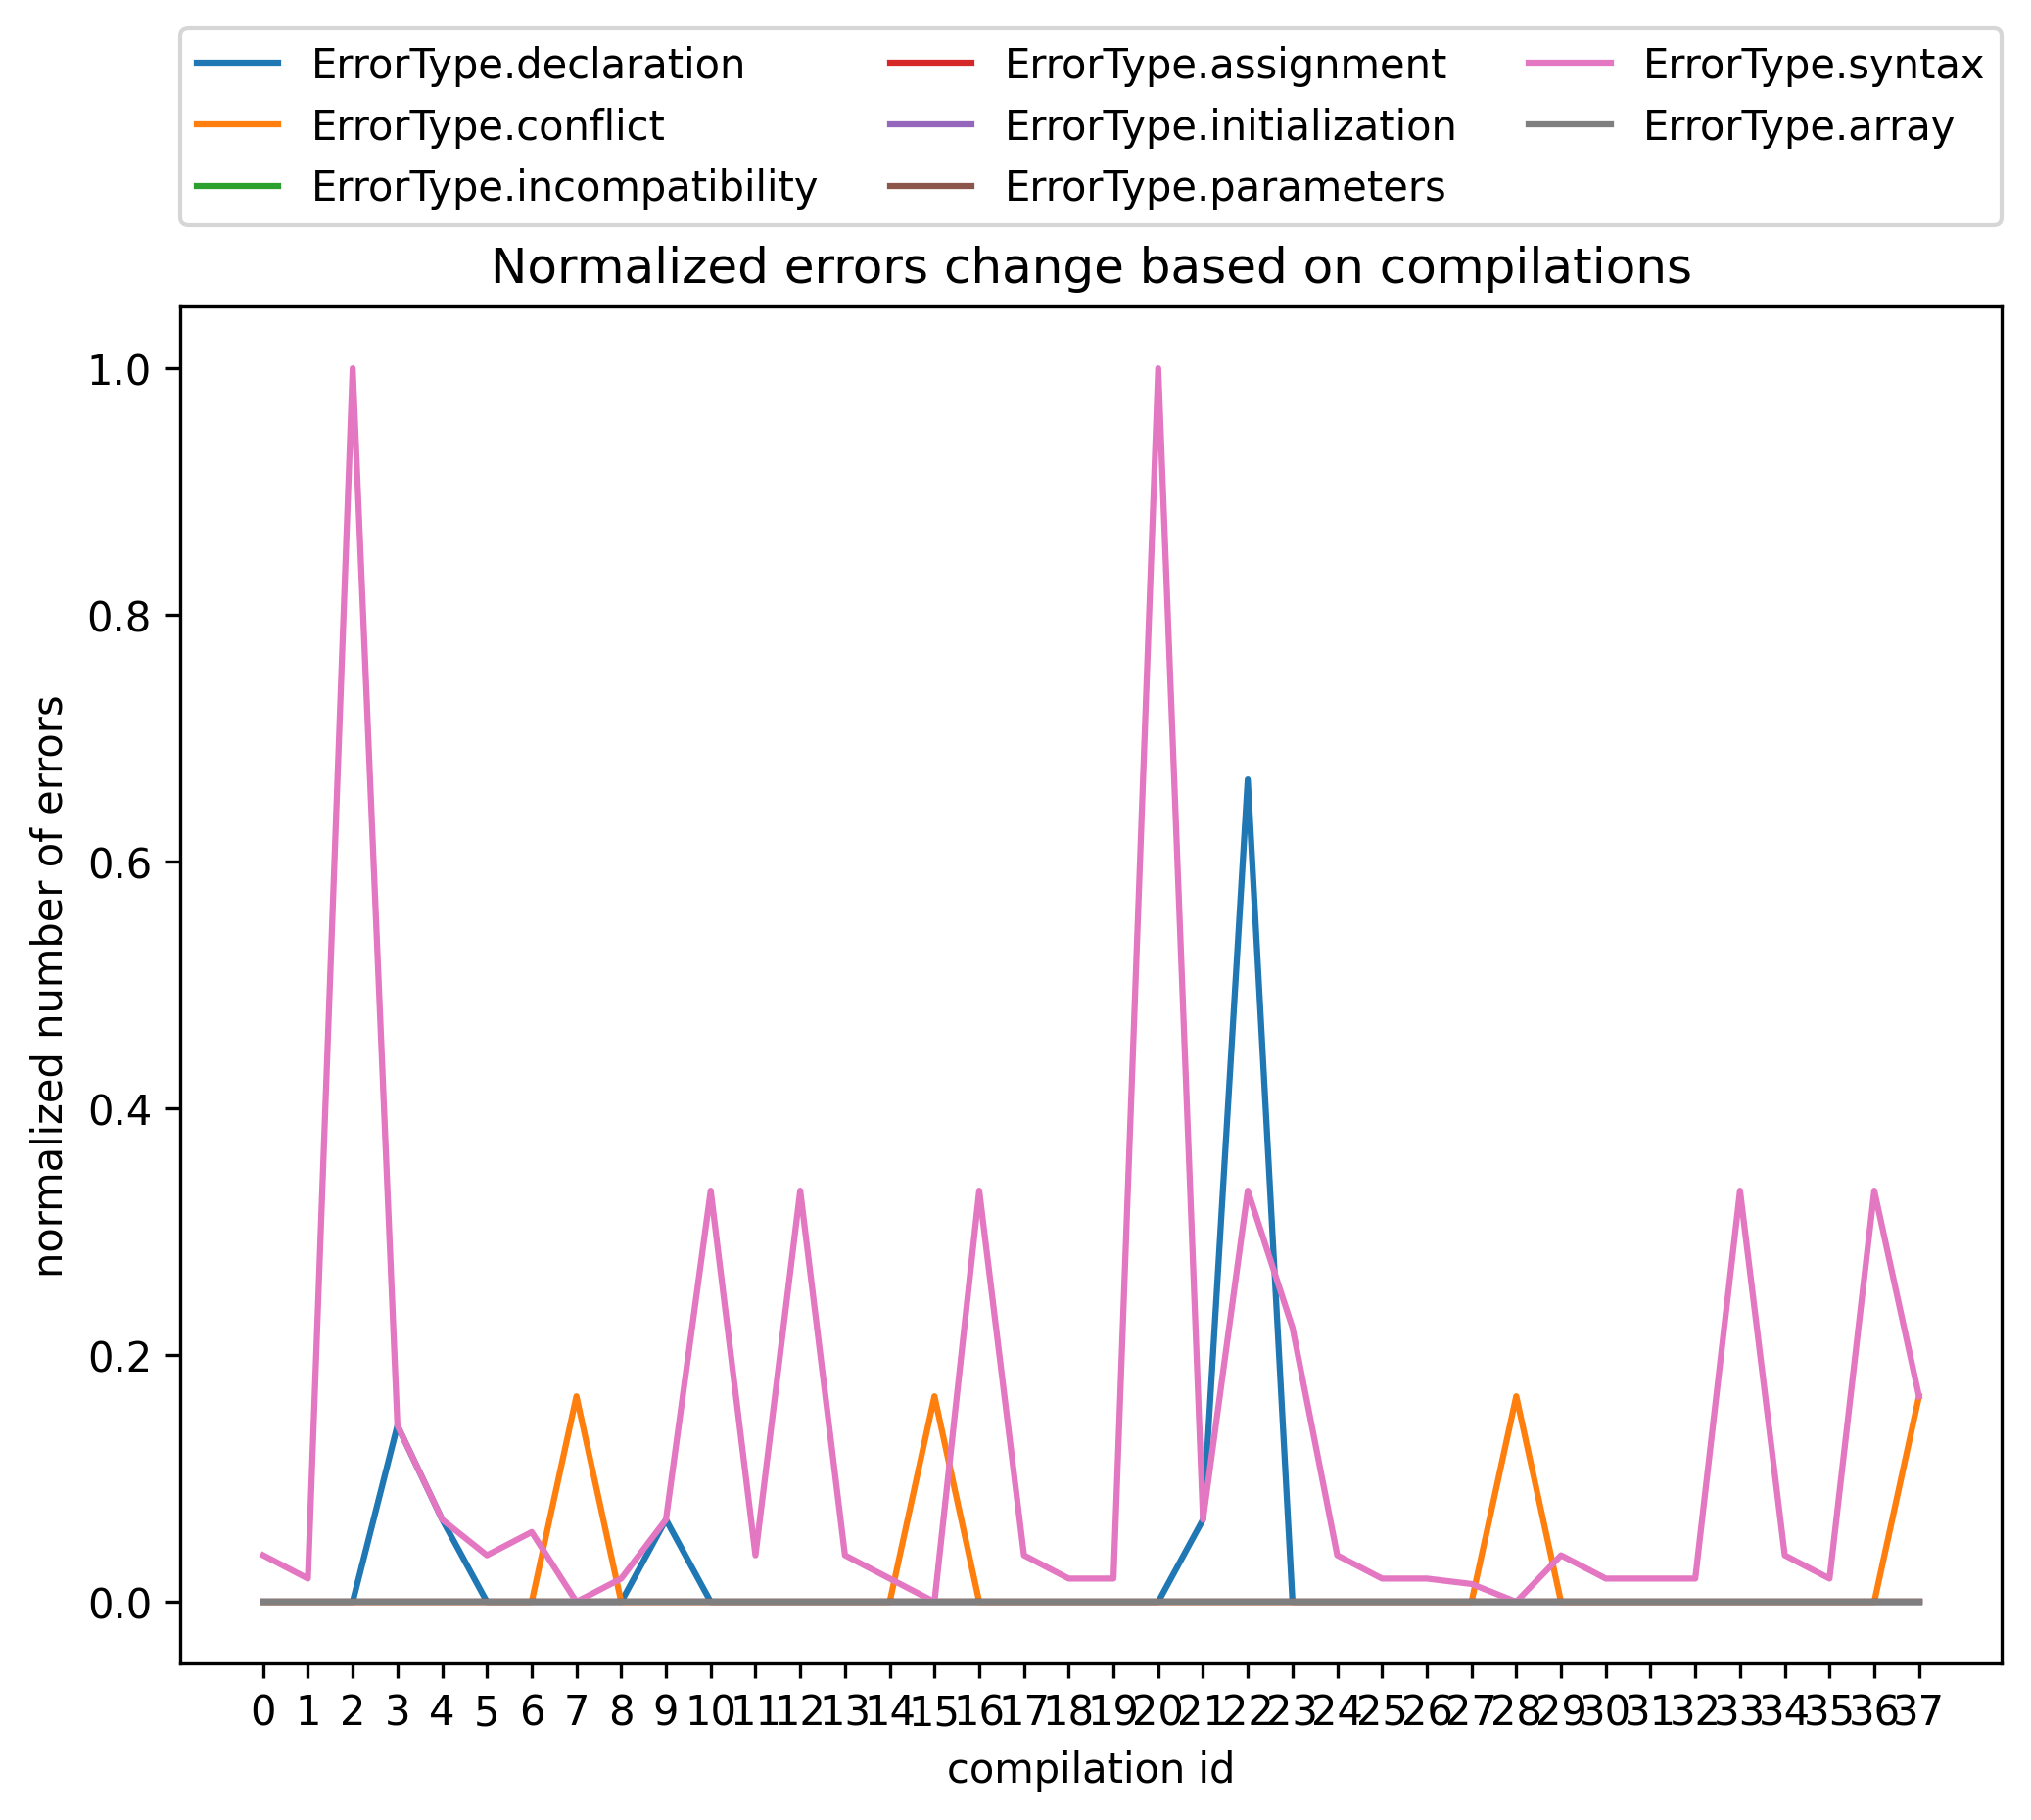 ErrorType.declaration ErrorType.assignment ErrorType.syntax
ErrorType.conflict ErrorType.initialization ErrorType.array
ErrorType.incompatibility ErrorType.parameters
Normalized errors change based on compilations
1.0
0.8
0.6
0.4
0.2
0.0
normalized number of errors
0 1 2 3 4 5 6 7 8 9 10 11 12 13 14 15 16 17 18 19 20 21 22 23 24 25 26 27 28 29 30 31 32 33 34 35 36 37
compilation id